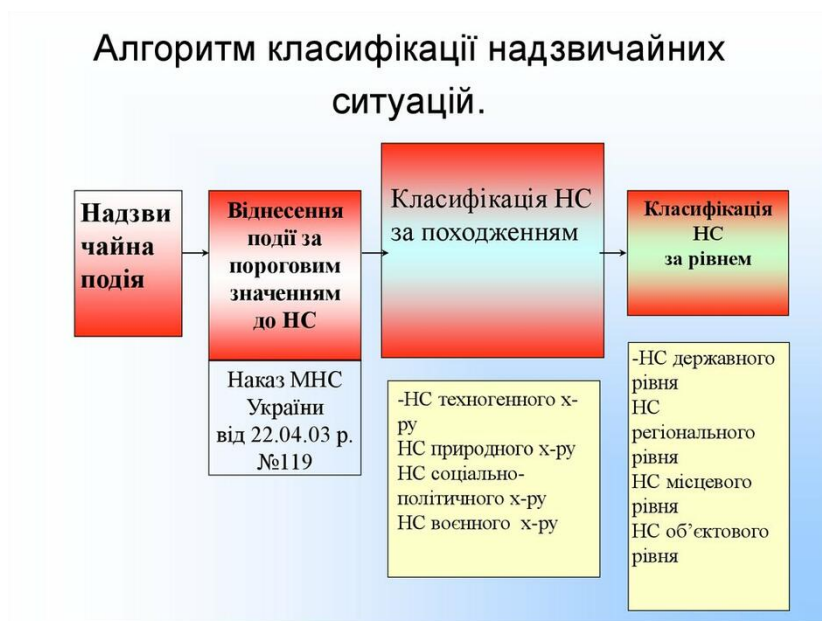 Алгоритм класифікації надзвичайних
ситуацій.
Надзви
чайна
подія
Віднесення
події за
пороговим
значенням
до НС
Наказ МНС
України
від 22.04.03 р.
№119
Класифікація НС
за походженням
-НС техногенного х-
ру
НС природного х-ру
НС соціально-
політичного х-ру
НС воєнного х-ру
Класифікація
НС
за рівнем
-НС державного
рівня
НС
регіонального
рівня
НС місцевого
рівня
НС об’єктового
рівня